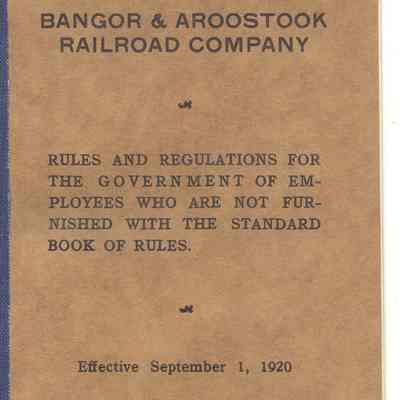 BANGOR & AROOSTOOK
RAILROAD COMPANY
RULES AND REGULATIONS FOR
THE GOVERNMENT OF EM-
PLOYEES WHO ARE NOT FUR-
NISHED WITH THE STANDARD
BOOK OF RULES.
Effective September 1, 1920